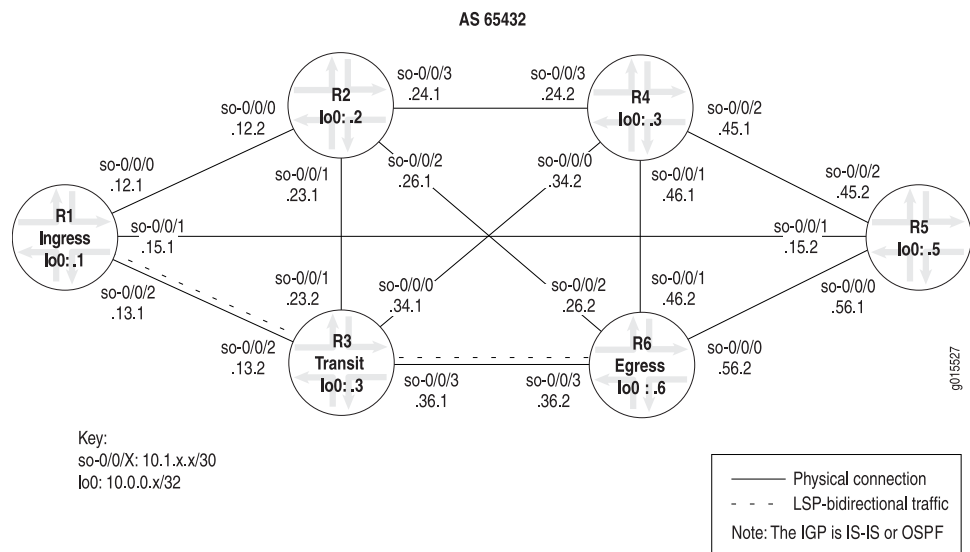 AS 65432
so-0/0/3
.24.1
so-0/0/3
.24.2
R2
lo0: .2
R4
lo0: .3
so-0/0/0
.12.2
so-0/0/2
.45.1
so-0/0/2
.26.1
so-0/0/0
.34.2
so-0/0/0
.12.1
so-0/0/1
.23.1
so-0/0/1
.46.1
so-0/0/2
.45.2
R1
Ingress
lo0: .1
so-0/0/1
.15.1
so-0/0/1
.15.2
R5
lo0: .5
so-0/0/2
.13.1
so-0/0/1
.23.2
so-0/0/0
.34.1
.26.2
so-0/0/2
so-0/0/1
.46.2
so-0/0/0
.56.1
so-0/0/2
.13.2
R3
Transit
lo0: .3
R6
Egress
lo0 : .6
so-0/0/0
.56.2
so-0/0/3
.36.1
so-0/0/3
.36.2
g015527
Key:
so-0/0/X: 10.1.x.x/30
lo0: 10.0.0.x/32
Physical connection
LSP-bidirectional traffic
Note: The IGP is IS-IS or OSPF